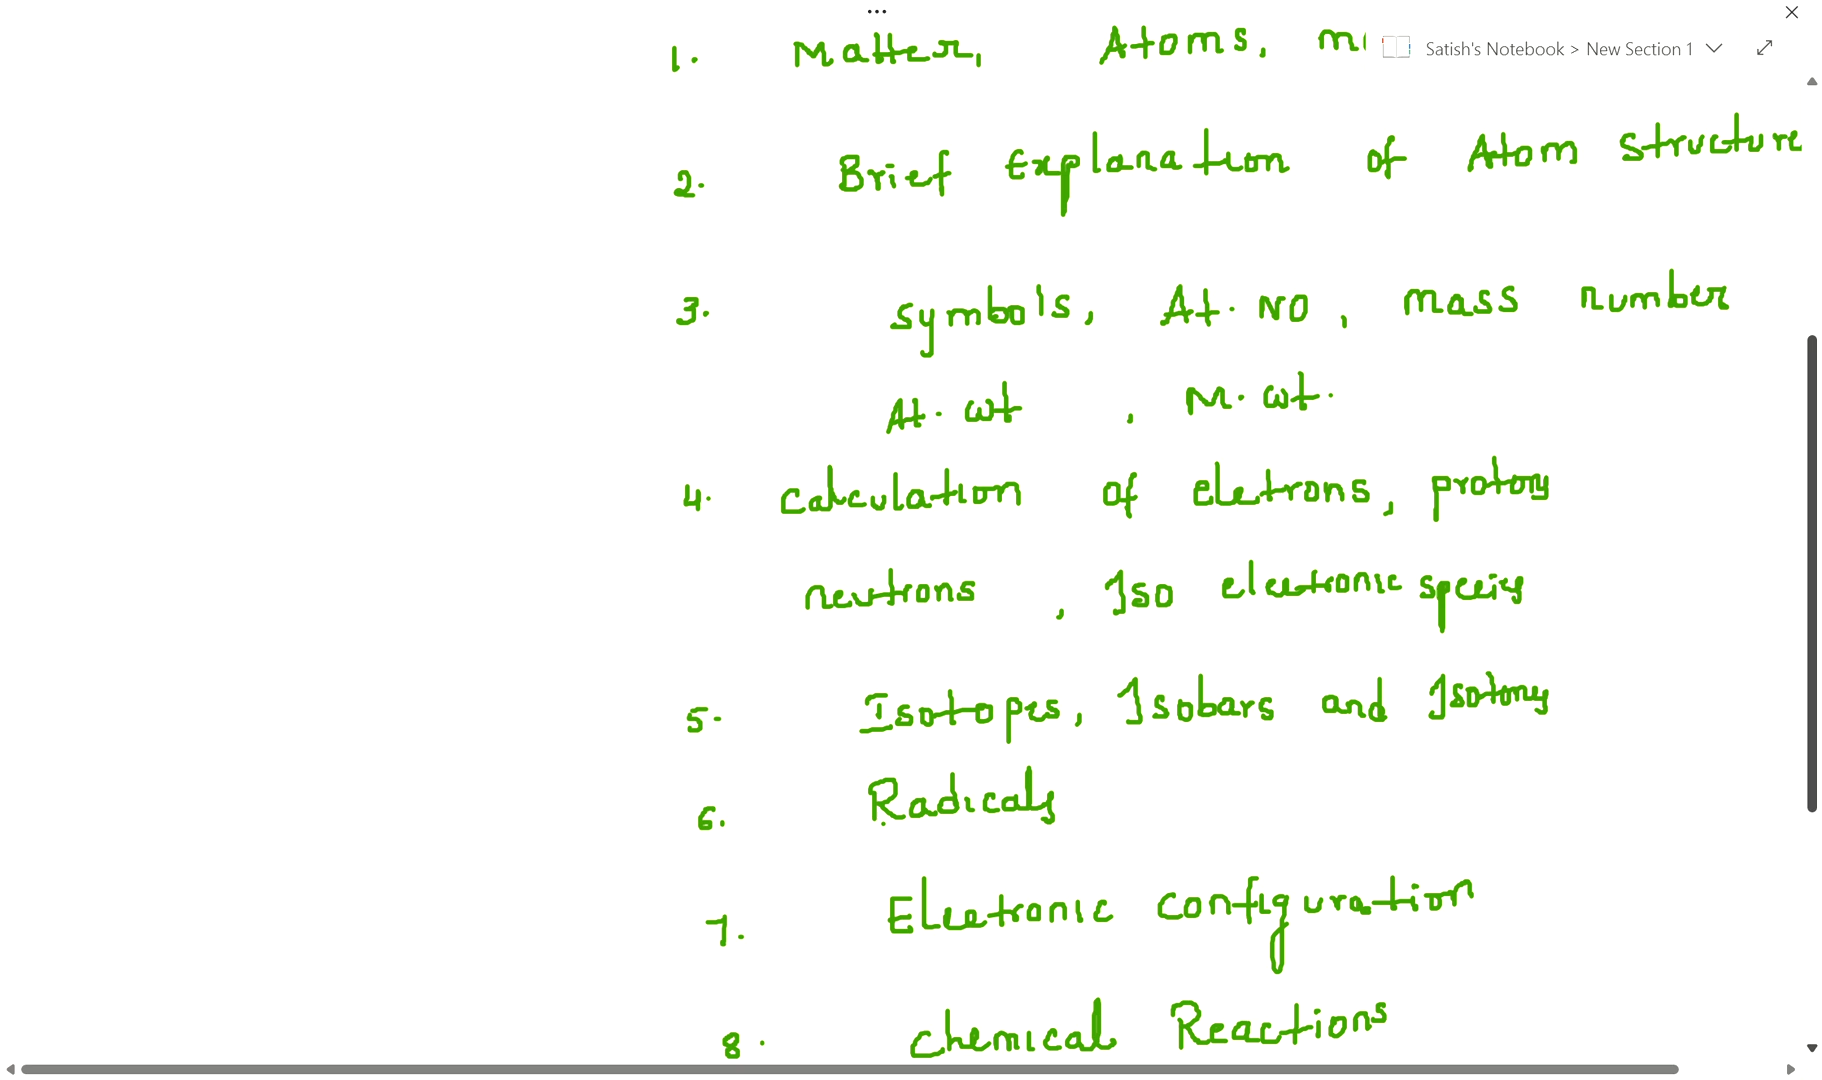 1. Matter, Atoms,
Satish's Notebook > New Section 1
2. Brief Explanation of Atom structure
3. symbols, At. NO, mass number
At. wt, M. wt.
4. calculation of eletrons, protons
neutrons, Iso electronic species
5. Isotopes, Isobars and Isotones
6. Radicals
7. Electronic configuration
8. chemical Reactions